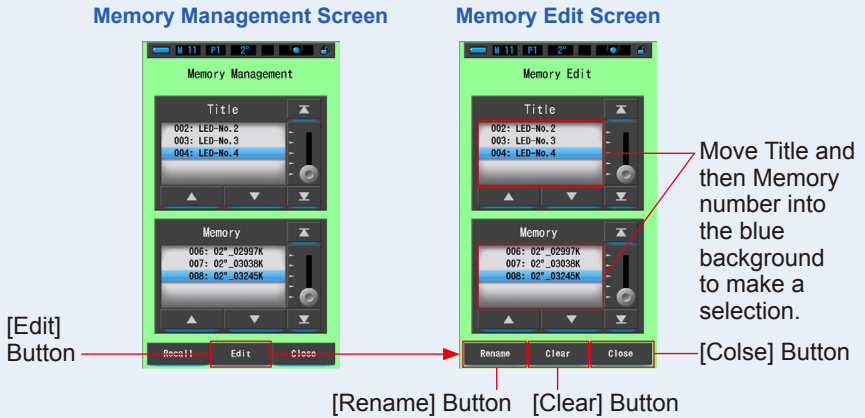 Memory Management Screen
Memory Edit Screen
M 11 P1 2°
Memory Management
Title
002: LED-No.2
003: LED-No.3
004: LED-No.4
Memory
006: 02°_02997K
007: 02°_03038K
008: 02°_03245K
Recall Edit Close
M 11 P1 2°
Memory Edit
Title
002: LED-No.2
003: LED-No.3
004: LED-No.4
Memory
006: 02°_02997K
007: 02°_03038K
008: 02°_03245K
Rename Clear Close
Move Title and
then Memory
number into
the blue
background
to make a
selection.
[Edit]
Button
[Colse] Button
[Rename] Button
[Clear] Button